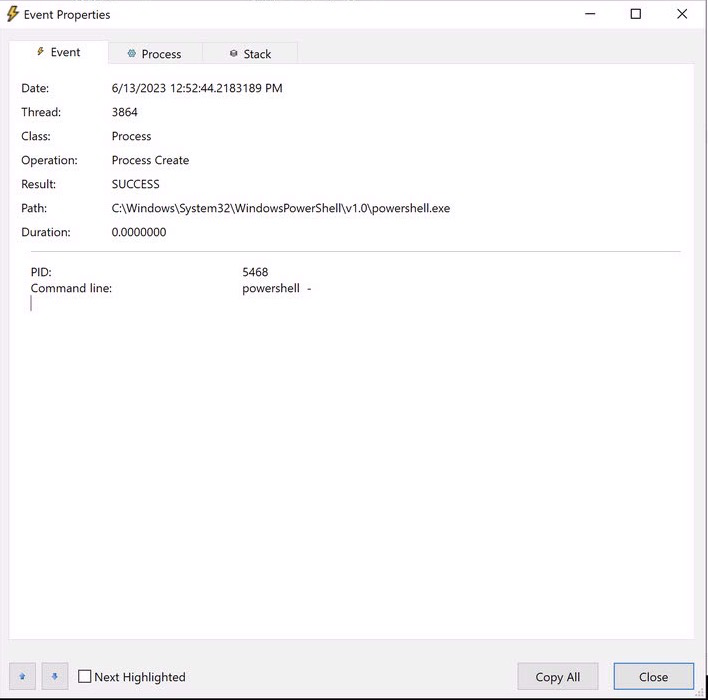 Event Properties
Event Process Stack
Date: 6/13/2023 12:52:44.2183189 PM
Thread: 3864
Class: Process
Operation: Process Create
Result: SUCCESS
Path: C:\Windows\System32\WindowsPowerShell\v1.0\powershell.exe
Duration: 0.0000000
PID: 5468
Command line: powershell -
Next Highlighted Copy All Close